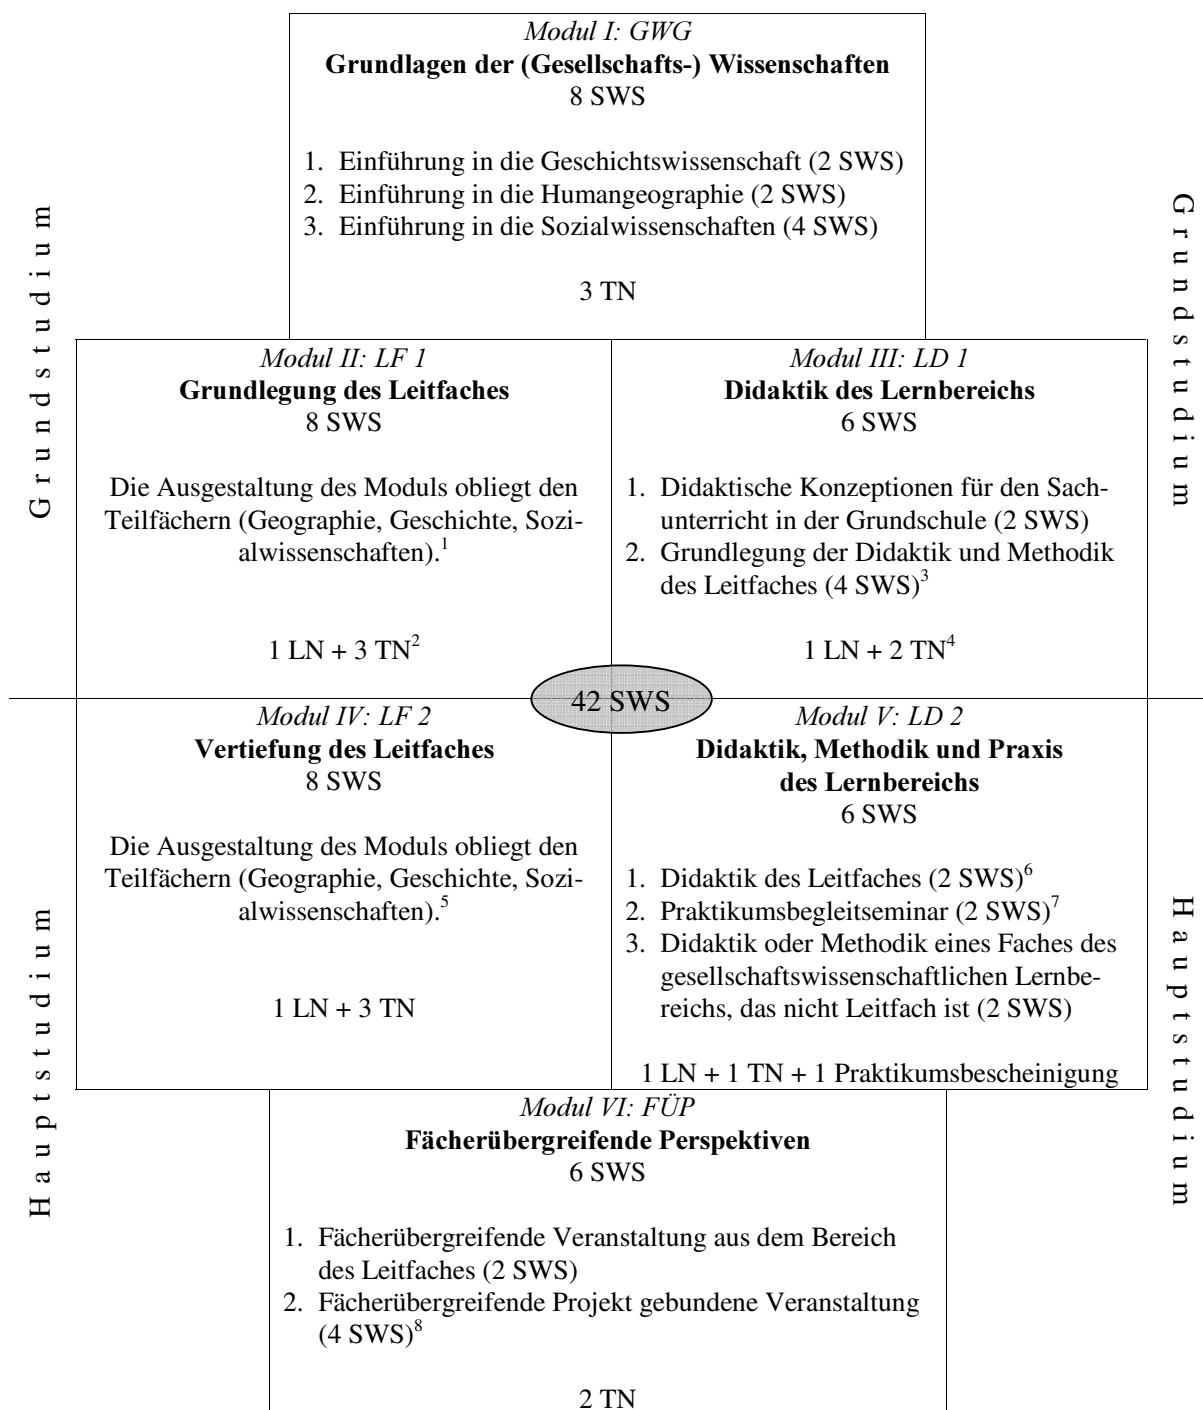 Modul I: GWG
Grundlagen der (Gesellschafts-) Wissenschaften
8 SWS
1. Einführung in die Geschichtswissenschaft (2 SWS)
2. Einführung in die Humangeographie (2 SWS)
3. Einführung in die Sozialwissenschaften (4 SWS)
3 TN
Grundstudium
Grundstudium
Modul II: LF 1
Grundlegung des Leitfaches
8 SWS
Die Ausgestaltung des Moduls obliegt den
Teilfächern (Geographie, Geschichte, Sozi-
alwissenschaften).¹
1 LN + 3 TN²
Modul III: LD 1
Didaktik des Lernbereichs
6 SWS
1. Didaktische Konzeptionen für den Sach-
unterricht in der Grundschule (2 SWS)
2. Grundlegung der Didaktik und Methodik
des Leitfaches (4 SWS)³
1 LN + 2 TN⁴
42 SWS
Modul IV: LF 2
Vertiefung des Leitfaches
8 SWS
Die Ausgestaltung des Moduls obliegt den
Teilfächern (Geographie, Geschichte, Sozi-
alwissenschaften).⁵
1 LN + 3 TN
Modul V: LD 2
Didaktik, Methodik und Praxis
des Lernbereichs
6 SWS
1. Didaktik des Leitfaches (2 SWS)⁶
2. Praktikumsbegleitseminar (2 SWS)⁷
3. Didaktik oder Methodik eines Faches des
gesellschaftswissenschaftlichen Lernbe-
reichs, das nicht Leitfach ist (2 SWS)
1 LN + 1 TN + 1 Praktikumsbescheinigung
Hauptstudium
Hauptstudium
Modul VI: FÜP
Fächerübergreifende Perspektiven
6 SWS
1. Fächerübergreifende Veranstaltung aus dem Bereich
des Leitfaches (2 SWS)
2. Fächerübergreifende Projekt gebundene Veranstaltung
(4 SWS)⁸
2 TN